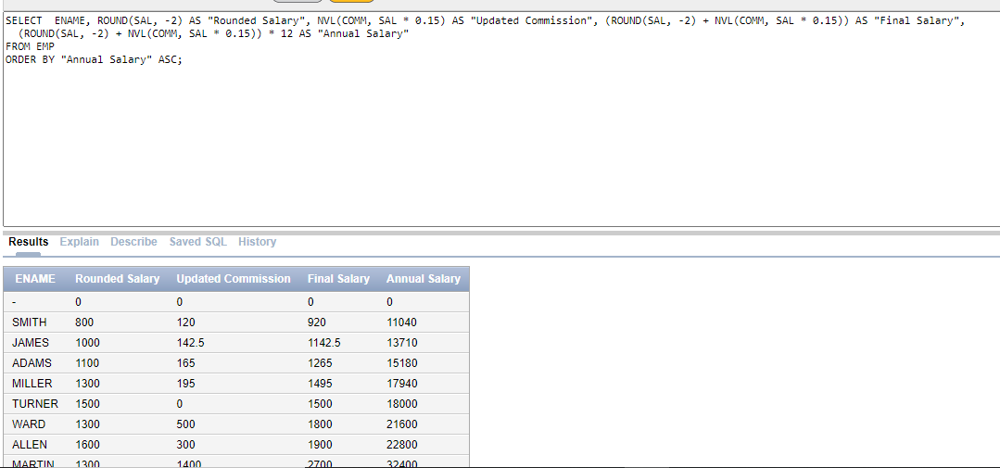 SELECT  ENAME, ROUND(SAL, -2) AS "Rounded Salary", NVL(COMM, SAL * 0.15) AS "Updated Commission", (ROUND(SAL, -2) + NVL(COMM, SAL * 0.15)) AS "Final Salary",
(ROUND(SAL, -2) + NVL(COMM, SAL * 0.15)) * 12 AS "Annual Salary"
FROM EMP
ORDER BY "Annual Salary" ASC;
Results Explain Describe Saved SQL History
ENAME Rounded Salary Updated Commission Final Salary Annual Salary
- 0 0 0 0
SMITH 800 120 920 11040
JAMES 1000 142.5 1142.5 13710
ADAMS 1100 165 1265 15180
MILLER 1300 195 1495 17940
TURNER 1500 0 1500 18000
WARD 1300 500 1800 21600
ALLEN 1600 300 1900 22800
MARTIN 1300 1400 2700 32400